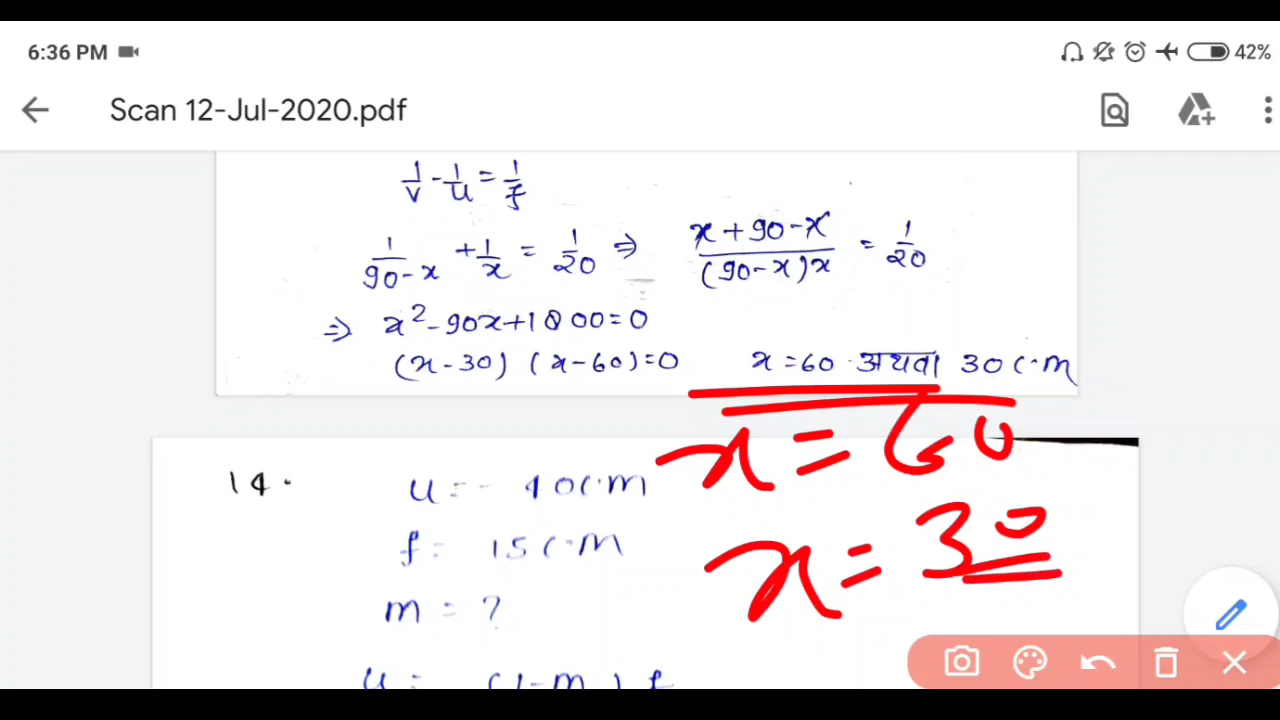 6:36 PM 42%
Scan 12-Jul-2020.pdf
1/v - 1/u = 1/f
1/(90-x) + 1/x = 1/20 ⇒ (x+90-x)/((90-x)x) = 1/20
⇒ x² - 90x + 1800 = 0
(x-30) (x-60) = 0 x = 60 अथवा 30 C.M
x = 60
14. u = - 10 C.M
x = 30
f = 15 C.M
m = ?
u = (1-m) f